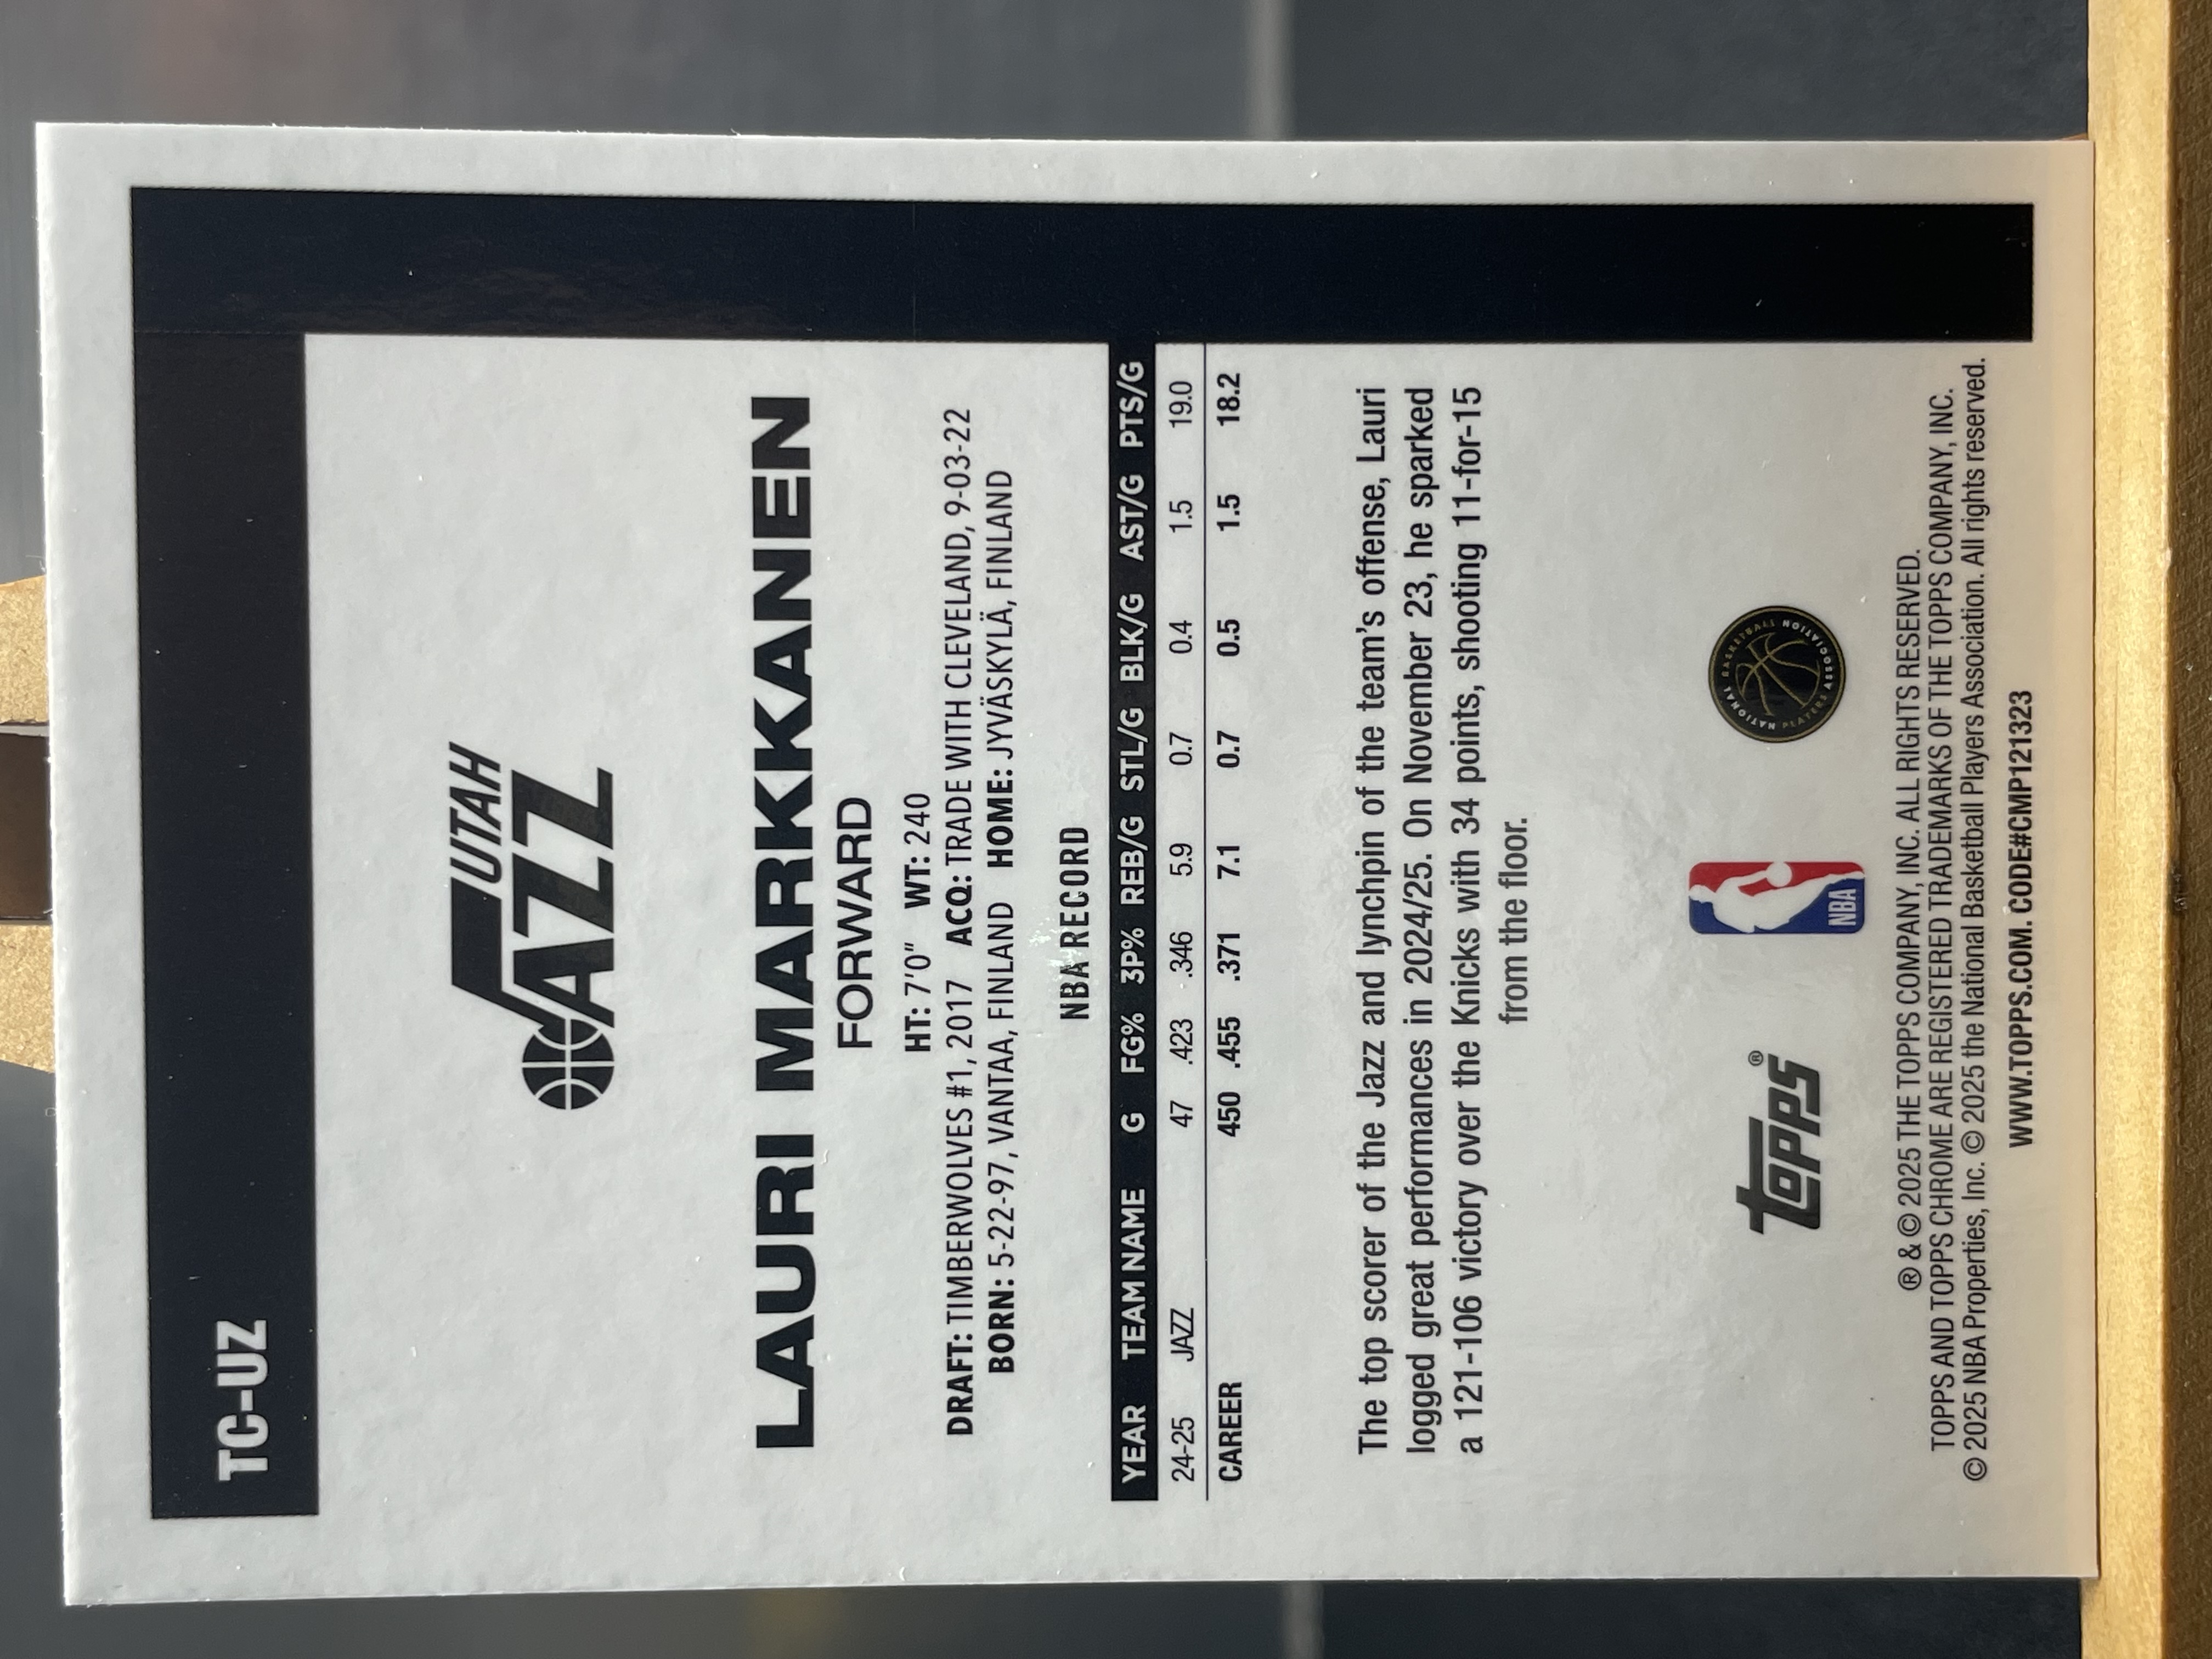 TC-UZ
UTAH
JAZZ
LAURI MARKKANEN
FORWARD
HT: 7'0" WT: 240
DRAFT: TIMBERWOLVES #1, 2017 ACQ: TRADE WITH CLEVELAND, 9-03-22
BORN: 5-22-97, VANTAA, FINLAND HOME: JYVÄSKYLÄ, FINLAND
NBA RECORD
YEAR TEAM NAME G FG% 3P% REB/G STL/G BLK/G AST/G PTS/G
24-25 JAZZ 47 .423 .346 5.9 0.7 0.4 1.5 19.0
CAREER 450 .455 .371 7.1 0.7 0.5 1.5 18.2
The top scorer of the Jazz and lynchpin of the team's offense, Lauri
logged great performances in 2024/25. On November 23, he sparked
a 121-106 victory over the Knicks with 34 points, shooting 11-for-15
from the floor.
topps®
NBA
NATIONAL BASKETBALL PLAYERS ASSOCIATION
® & © 2025 THE TOPPS COMPANY, INC. ALL RIGHTS RESERVED.
TOPPS AND TOPPS CHROME ARE REGISTERED TRADEMARKS OF THE TOPPS COMPANY, INC.
© 2025 NBA Properties, Inc. © 2025 the National Basketball Players Association. All rights reserved.
WWW.TOPPS.COM. CODE#CMP121323